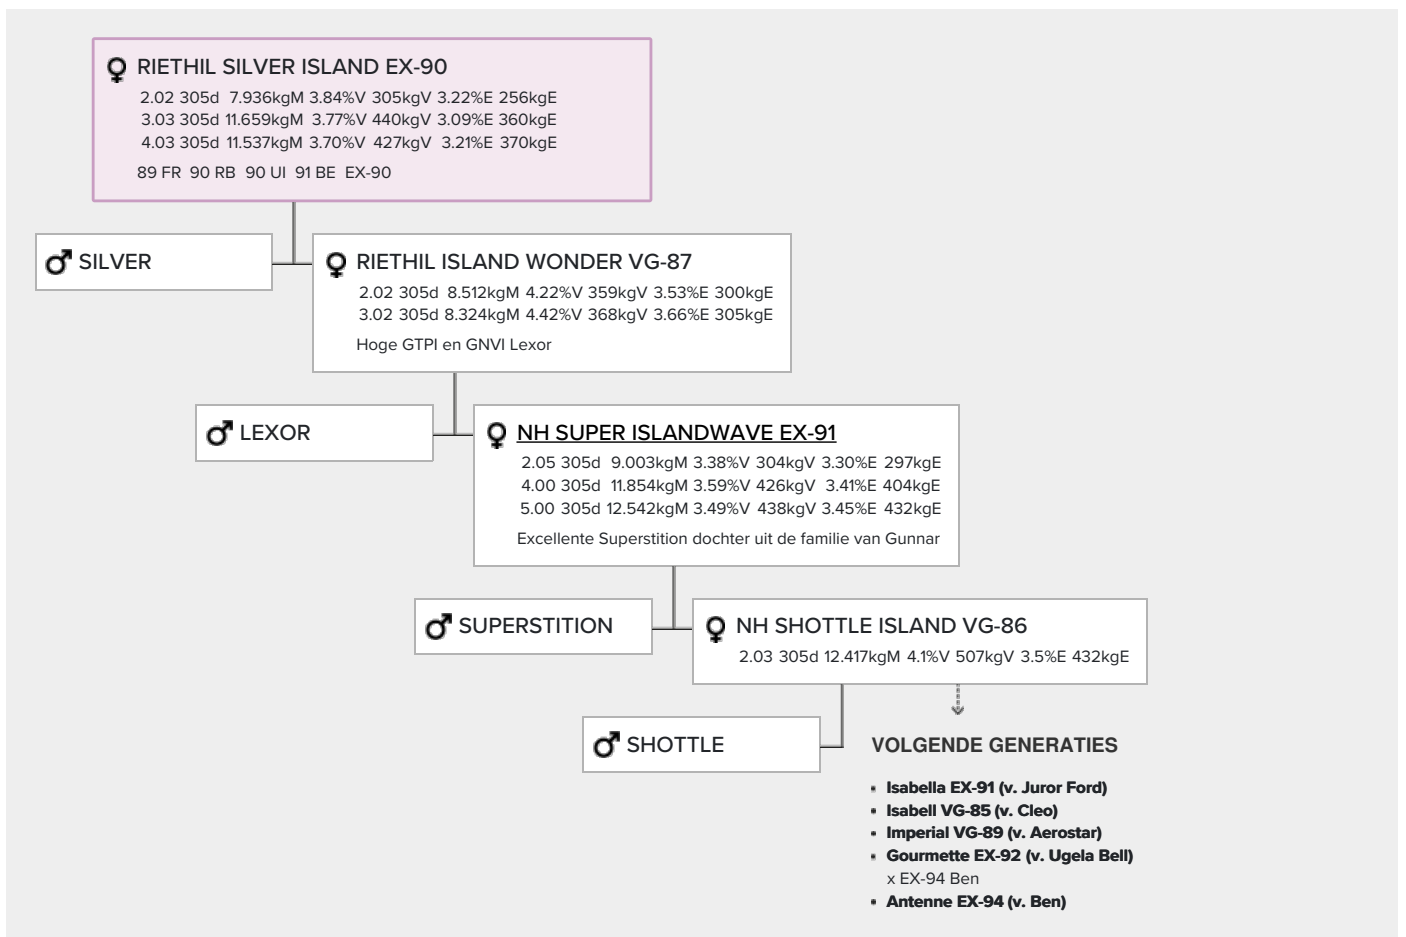 RIETHIL SILVER ISLAND EX-90
2.02 305d 7.936kgM 3.84%V 305kgV 3.22%E 256kgE
3.03 305d 11.659kgM 3.77%V 440kgV 3.09%E 360kgE
4.03 305d 11.537kgM 3.70%V 427kgV 3.21%E 370kgE
89 FR 90 RB 90 UI 91 BE EX-90
SILVER
RIETHIL ISLAND WONDER VG-87
2.02 305d 8.512kgM 4.22%V 359kgV 3.53%E 300kgE
3.02 305d 8.324kgM 4.42%V 368kgV 3.66%E 305kgE
Hoge GTPI en GNVI Lexor
LEXOR
NH SUPER ISLANDWAVE EX-91
2.05 305d 9.003kgM 3.38%V 304kgV 3.30%E 297kgE
4.00 305d 11.854kgM 3.59%V 426kgV 3.41%E 404kgE
5.00 305d 12.542kgM 3.49%V 438kgV 3.45%E 432kgE
Excellente Superstition dochter uit de familie van Gunnar
SUPERSTITION
NH SHOTTLE ISLAND VG-86
2.03 305d 12.417kgM 4.1%V 507kgV 3.5%E 432kgE
SHOTTLE
VOLGENDE GENERATIES
Isabella EX-91 (v. Juror Ford)
Isabell VG-85 (v. Cleo)
Imperial VG-89 (v. Aerostar)
Gourmette EX-92 (v. Ugela Bell)
x EX-94 Ben
Antenne EX-94 (v. Ben)